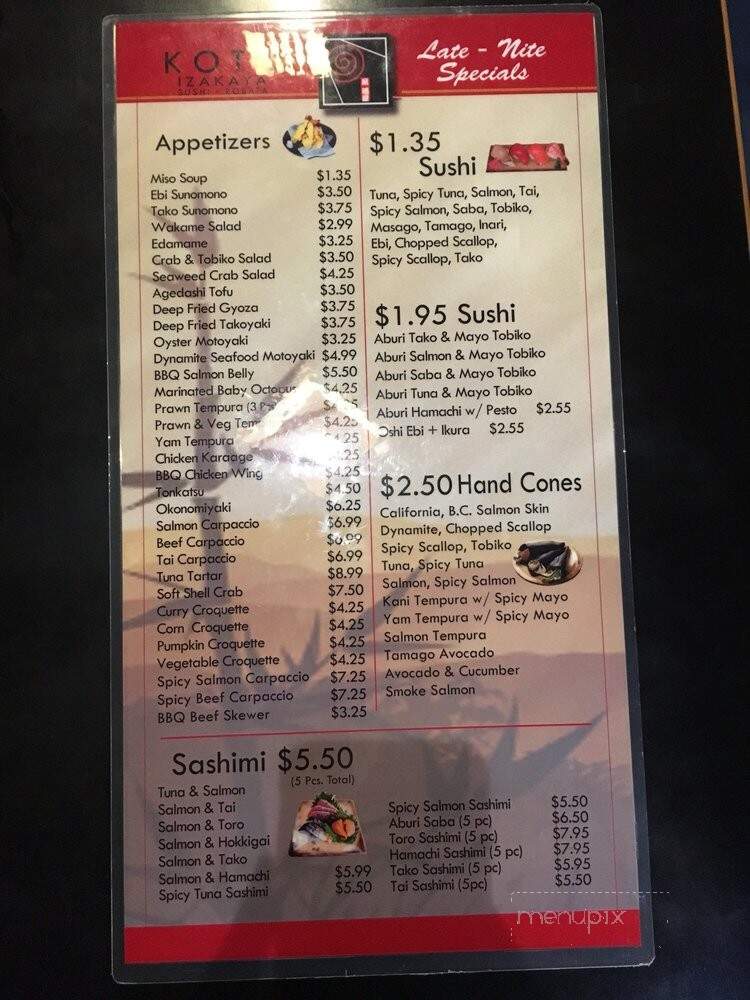 KOT
IZAKAYA
SUSHI • ROBATA
Late - Nite
Specials
Appetizers
Miso Soup $1.35
Ebi Sunomono $3.50
Tako Sunomono $3.75
Wakame Salad $2.99
Edamame $3.25
Crab & Tobiko Salad $3.50
Seaweed Crab Salad $4.25
Agedashi Tofu $3.50
Deep Fried Gyoza $3.75
Deep Fried Takoyaki $3.75
Oyster Motoyaki $3.25
Dynamite Seafood Motoyaki $4.99
BBQ Salmon Belly $5.50
Marinated Baby Octopus $4.25
Prawn Tempura (3
Prawn & Veg $4.25
Yam Tempura
Chicken Karaage
BBQ Chicken Wing $4.25
Tonkatsu $4.50
Okonomiyaki $6.25
Salmon Carpaccio $6.99
Beef Carpaccio $6.99
Tai Carpaccio $6.99
Tuna Tartar $8.99
Soft Shell Crab $7.50
Curry Croquette $4.25
Corn Croquette $4.25
Pumpkin Croquette $4.25
Vegetable Croquette $4.25
Spicy Salmon Carpaccio $7.25
Spicy Beef Carpaccio $7.25
BBQ Beef Skewer $3.25
$1.35
Sushi
Tuna, Spicy Tuna, Salmon, Tai,
Spicy Salmon, Saba, Tobiko,
Masago, Tamago, Inari,
Ebi, Chopped Scallop,
Spicy Scallop, Tako
$1.95 Sushi
Aburi Tako & Mayo Tobiko
Aburi Salmon & Mayo Tobiko
Aburi Saba & Mayo Tobiko
Aburi Tuna & Mayo Tobiko
Aburi Hamachi w/ Pesto $2.55
Oshi Ebi + Ikura $2.55
$2.50 Hand Cones
California, B.C. Salmon Skin
Dynamite, Chopped Scallop
Spicy Scallop, Tobiko
Tuna, Spicy Tuna
Salmon, Spicy Salmon
Kani Tempura w/ Spicy Mayo
Yam Tempura w/ Spicy Mayo
Salmon Tempura
Tamago Avocado
Avocado & Cucumber
Smoke Salmon
Sashimi $5.50
(5 Pcs. Total)
Tuna & Salmon
Salmon & Tai
Salmon & Toro
Salmon & Hokkigai
Salmon & Tako
Salmon & Hamachi $5.99
Spicy Tuna Sashimi $5.50
Spicy Salmon Sashimi $5.50
Aburi Saba (5 pc) $6.50
Toro Sashimi (5 pc) $7.95
Hamachi Sashimi (5 pc) $7.95
Tako Sashimi (5 pc) $5.95
Tai Sashimi (5pc) $5.50
menupix